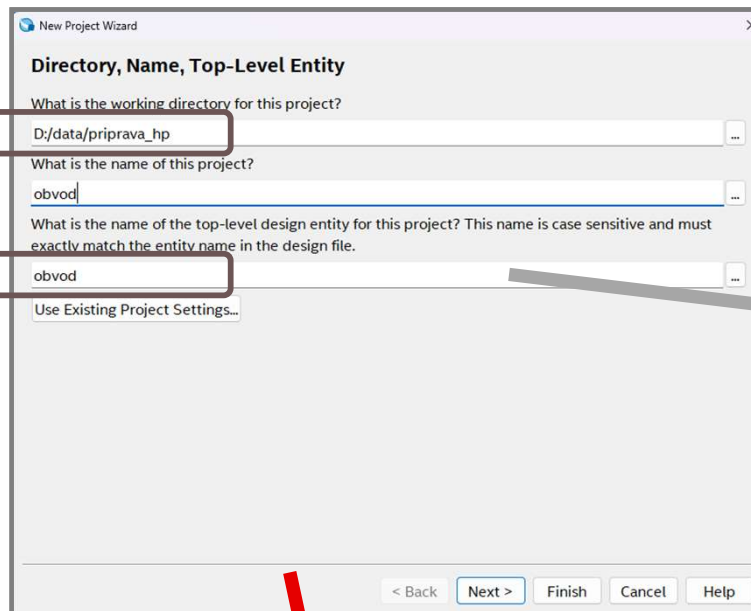 New Project Wizard
Directory, Name, Top-Level Entity
What is the working directory for this project?
D:/data/priprava_hp
...
What is the name of this project?
obvod
...
What is the name of the top-level design entity for this project? This name is case sensitive and must
exactly match the entity name in the design file.
obvod
...
Use Existing Project Settings...
< Back Next > Finish Cancel Help